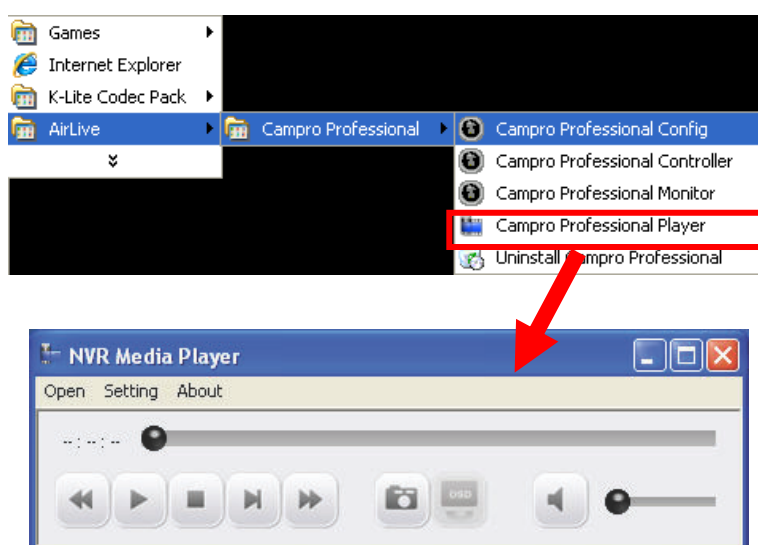 Games
Internet Explorer
K-Lite Codec Pack
AirLive
Campro Professional
Campro Professional Config
Campro Professional Controller
Campro Professional Monitor
Campro Professional Player
Uninstall Campro Professional
NVR Media Player
Open Setting About
--:--:--
OSD